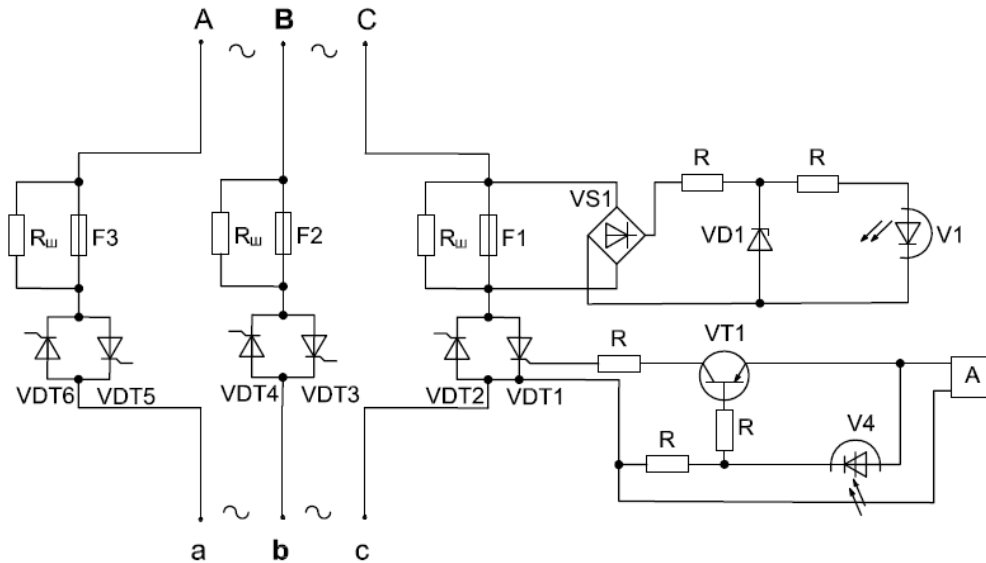 A B C
R R
VS1
Rш F3 Rш F2 Rш F1 VD1 V1
R VT1
A
VDT6 VDT5 VDT4 VDT3 VDT2 VDT1
R V4
R
a b c